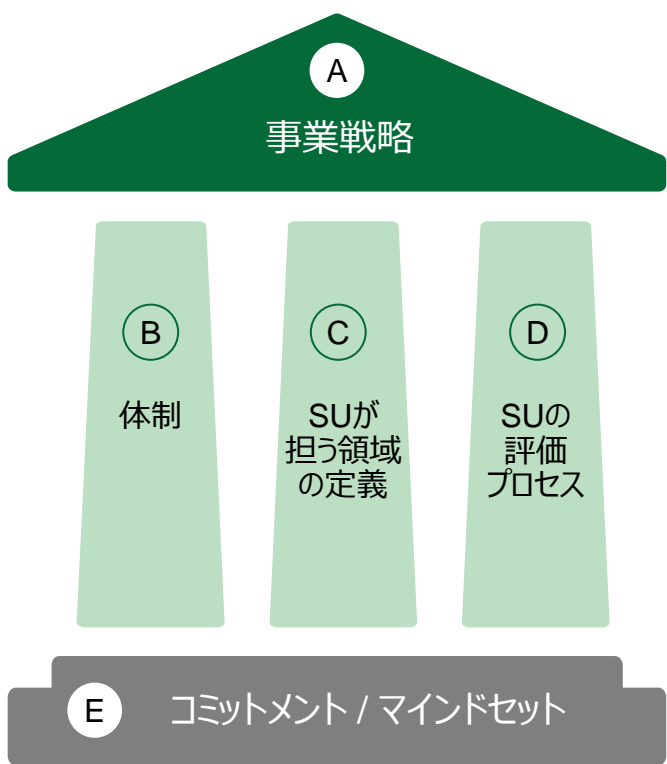 A
事業戦略
B
体制
C
SUが
担う領域
の定義
D
SUの
評価
プロセス
E
コミットメント / マインドセット